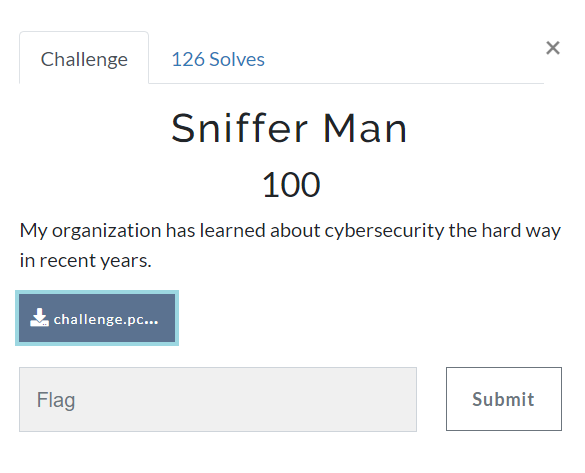 Challenge 126 Solves ×
Sniffer Man
100
My organization has learned about cybersecurity the hard way
in recent years.
challenge.pc...
Flag Submit